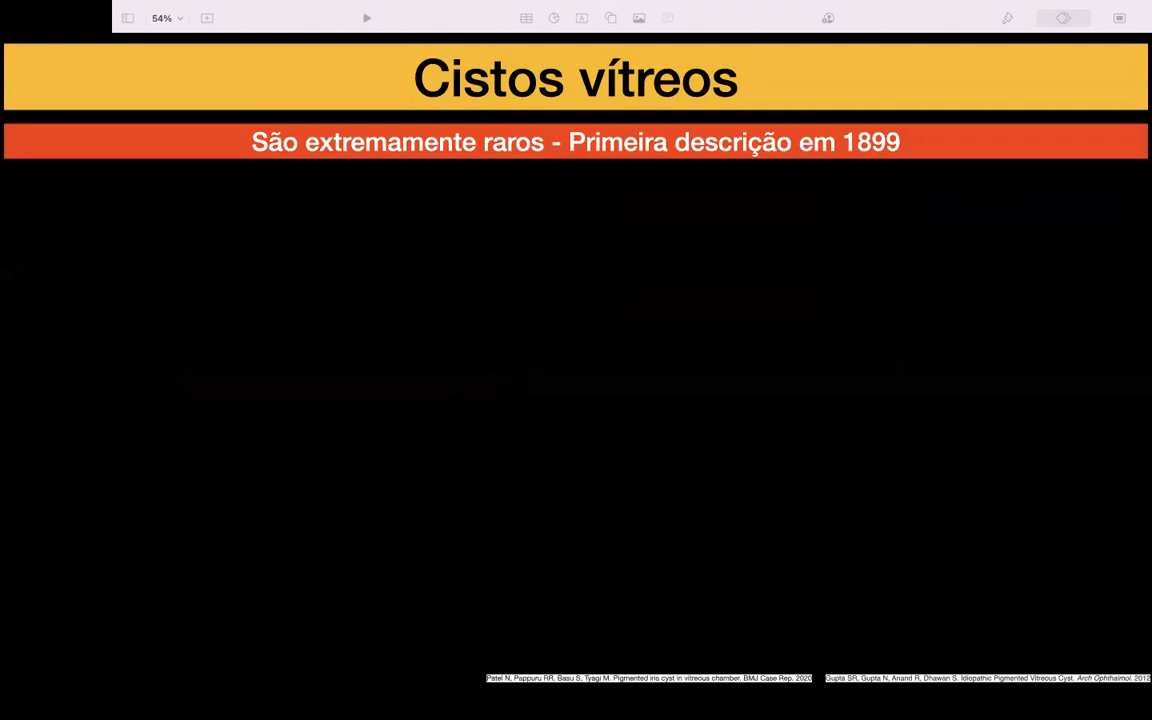 54%
Cistos vítreos
São extremamente raros - Primeira descrição em 1899
Patel N, Pappuru RR, Basu S, Tyagi M. Pigmented iris cyst in vitreous chamber. BMJ Case Rep. 2020
Gupta SR, Gupta N, Anand R, Dhawan S. Idiopathic Pigmented Vitreous Cyst. Arch Ophthalmol. 2012